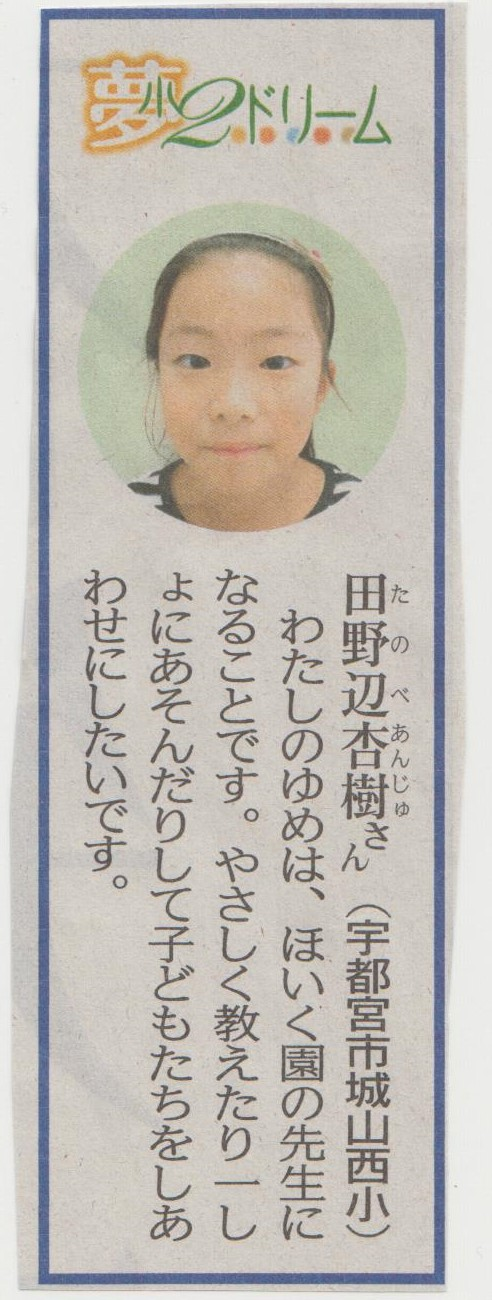 夢小2ドリーム
田野辺杏樹さん（宇都宮市城山西小）
たのべあんじゅ
わたしのゆめは、ほいく園の先生に
なることです。やさしく教えたり一し
ょにあそんだりして子どもたちをしあ
わせにしたいです。